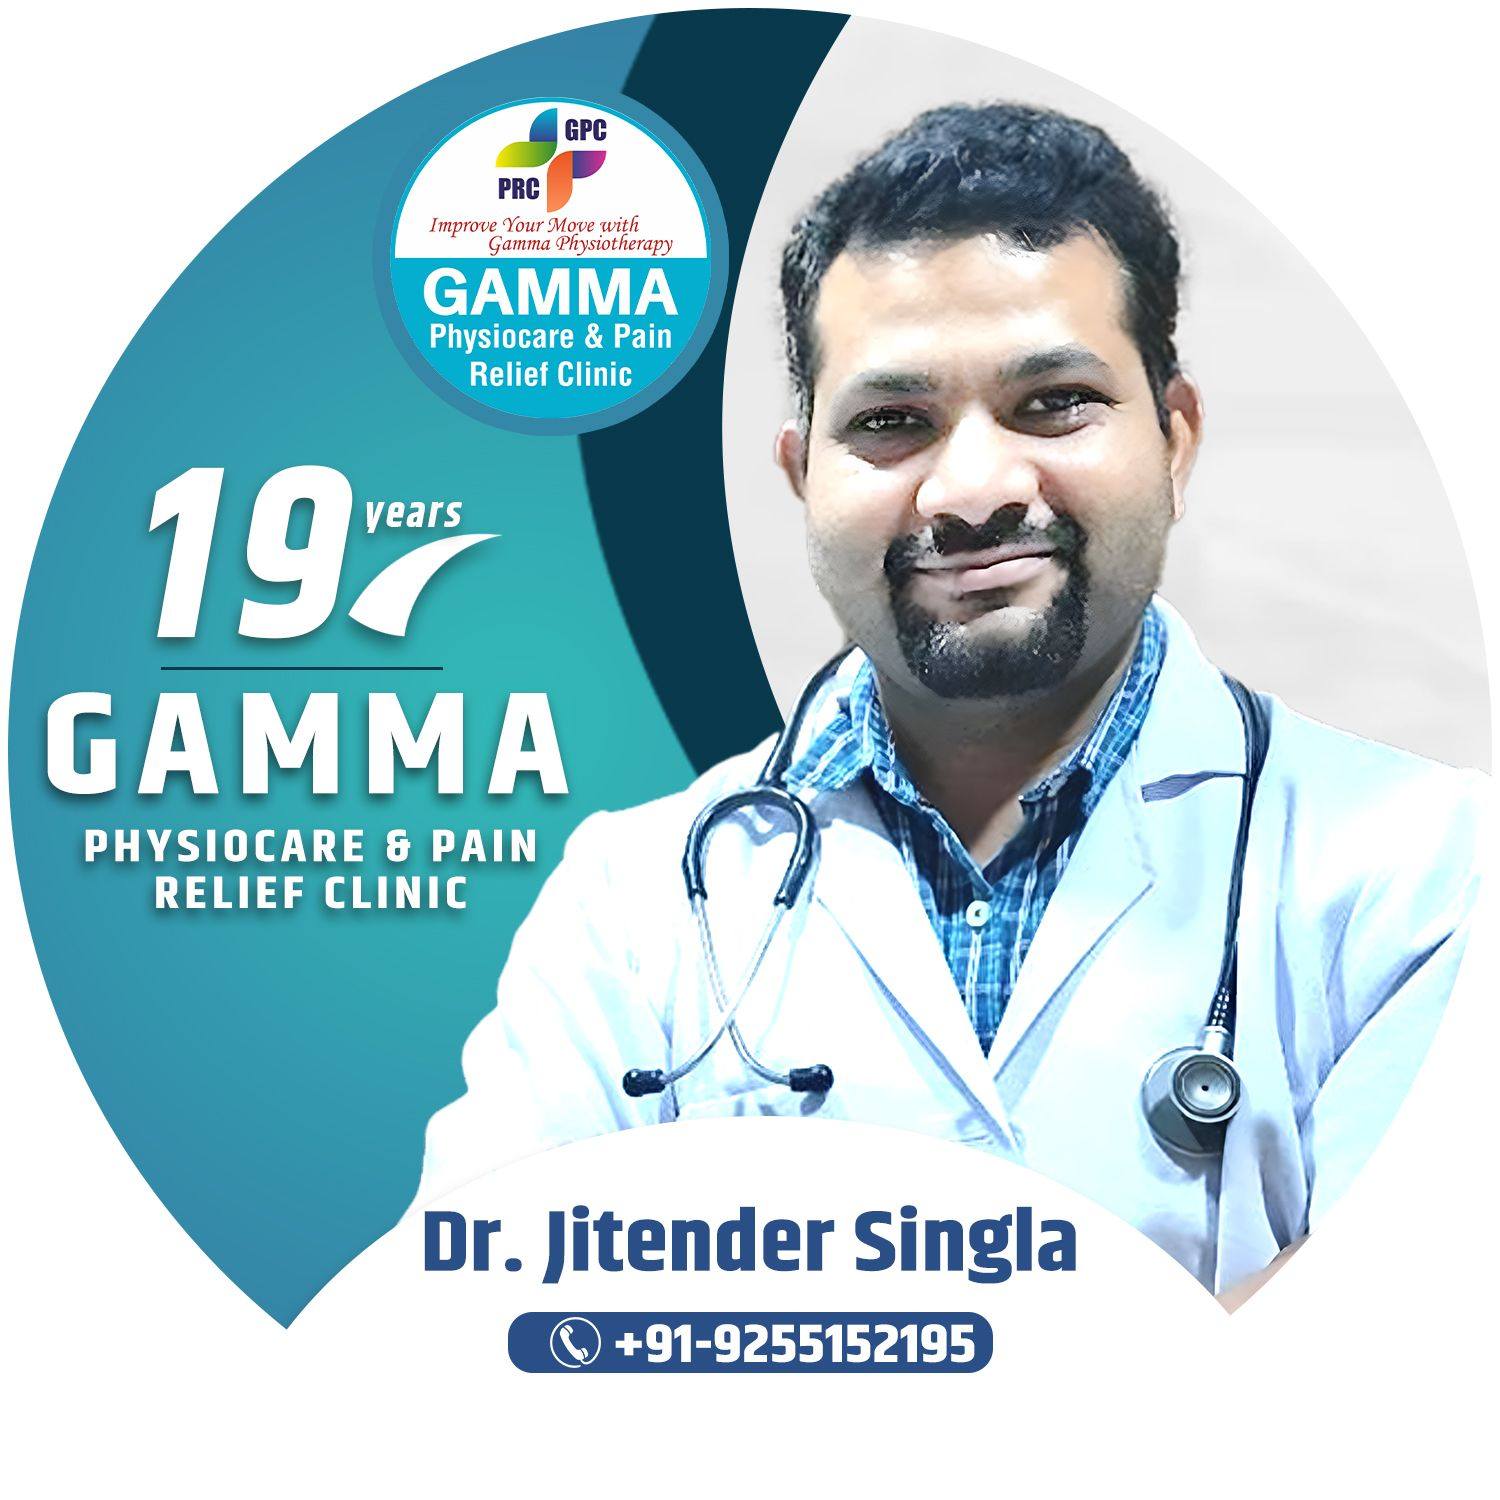 GPC
PRC
Improve Your Move with
Gamma Physiotherapy
GAMMA
Physiocare & Pain
Relief Clinic
19 years
GAMMA
PHYSIOCARE & PAIN
RELIEF CLINIC
Dr. Jitender Singla
+91-9255152195